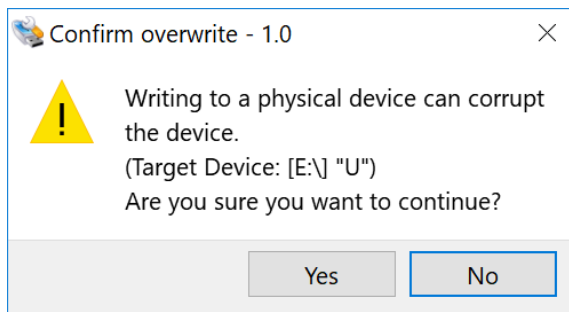 Confirm overwrite - 1.0
Writing to a physical device can corrupt
the device.
(Target Device: [E:\] "U")
Are you sure you want to continue?
Yes
No